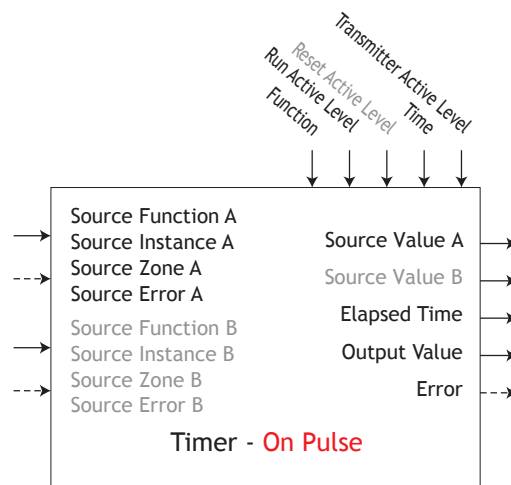 Function
Run Active Level
Reset Active Level
Time
Transmitter Active Level
Source Function A
Source Instance A
Source Zone A
Source Error A
Source Function B
Source Instance B
Source Zone B
Source Error B
Source Value A
Source Value B
Elapsed Time
Output Value
Error
Timer - On Pulse